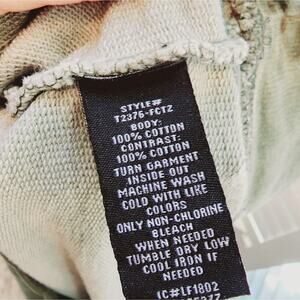 STYLE#
T2376-FCTZ
BODY:
100% COTTON
CONTRAST:
100% COTTON
TURN GARMENT
INSIDE OUT
MACHINE WASH
COLD WITH LIKE
COLORS
ONLY NON-CHLORINE
BLEACH
WHEN NEEDED
TUMBLE DRY LOW
COOL IRON IF
NEEDED
IC#LF1802